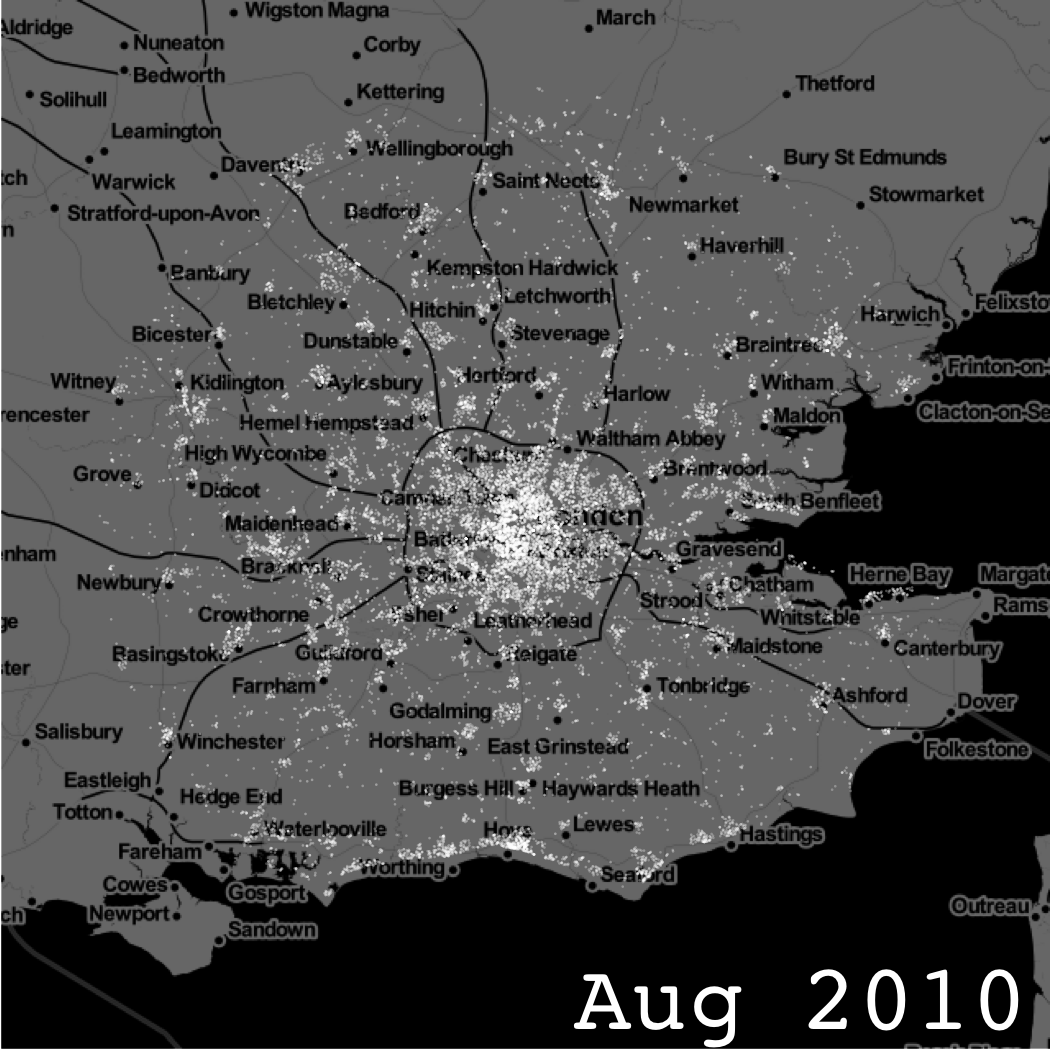 Wigston Magna
March
Aldridge
Nuneaton
Corby
Bedworth
Thetford
Kettering
Solihull
Leamington
Wellingborough
Bury St Edmunds
Daventry
tch
Warwick
Saint Neots
Stowmarket
Newmarket
Stratford-upon-Avon
Bedford
n
Haverhill
Kempston Hardwick
Banbury
Letchworth
Bletchley
Felixsto
Hitchin
Harwich
Bicester
Stevenage
Dunstable
Braintree
Frinton-on-
Hertford
Witney
Kidlington
Aylesbury
Witham
Harlow
rencester
Clacton-on-Se
Maldon
Hemel Hempstead
Waltham Abbey
High Wycombe
Cheshunt
Brentwood
Grove
Camden Town
Didcot
South Benfleet
London
Maidenhead
Gravesend
enham
Bracknell
Herne Bay
Margate
Newbury
Chatham
Strood
Rams
Crowthorne
Esher
Leatherhead
Whitstable
ge
Maidstone
Canterbury
Basingstoke
Guildford
Reigate
ster
Farnham
Tonbridge
Ashford
Dover
Godalming
Salisbury
Winchester
Horsham
East Grinstead
Folkestone
Eastleigh
Burgess Hill
Haywards Heath
Hedge End
Totton
Waterlooville
Hove
Lewes
Hastings
Fareham
Worthing
Seaford
Cowes
Gosport
ch
Newport
Outreau
Sandown
Aug 2010